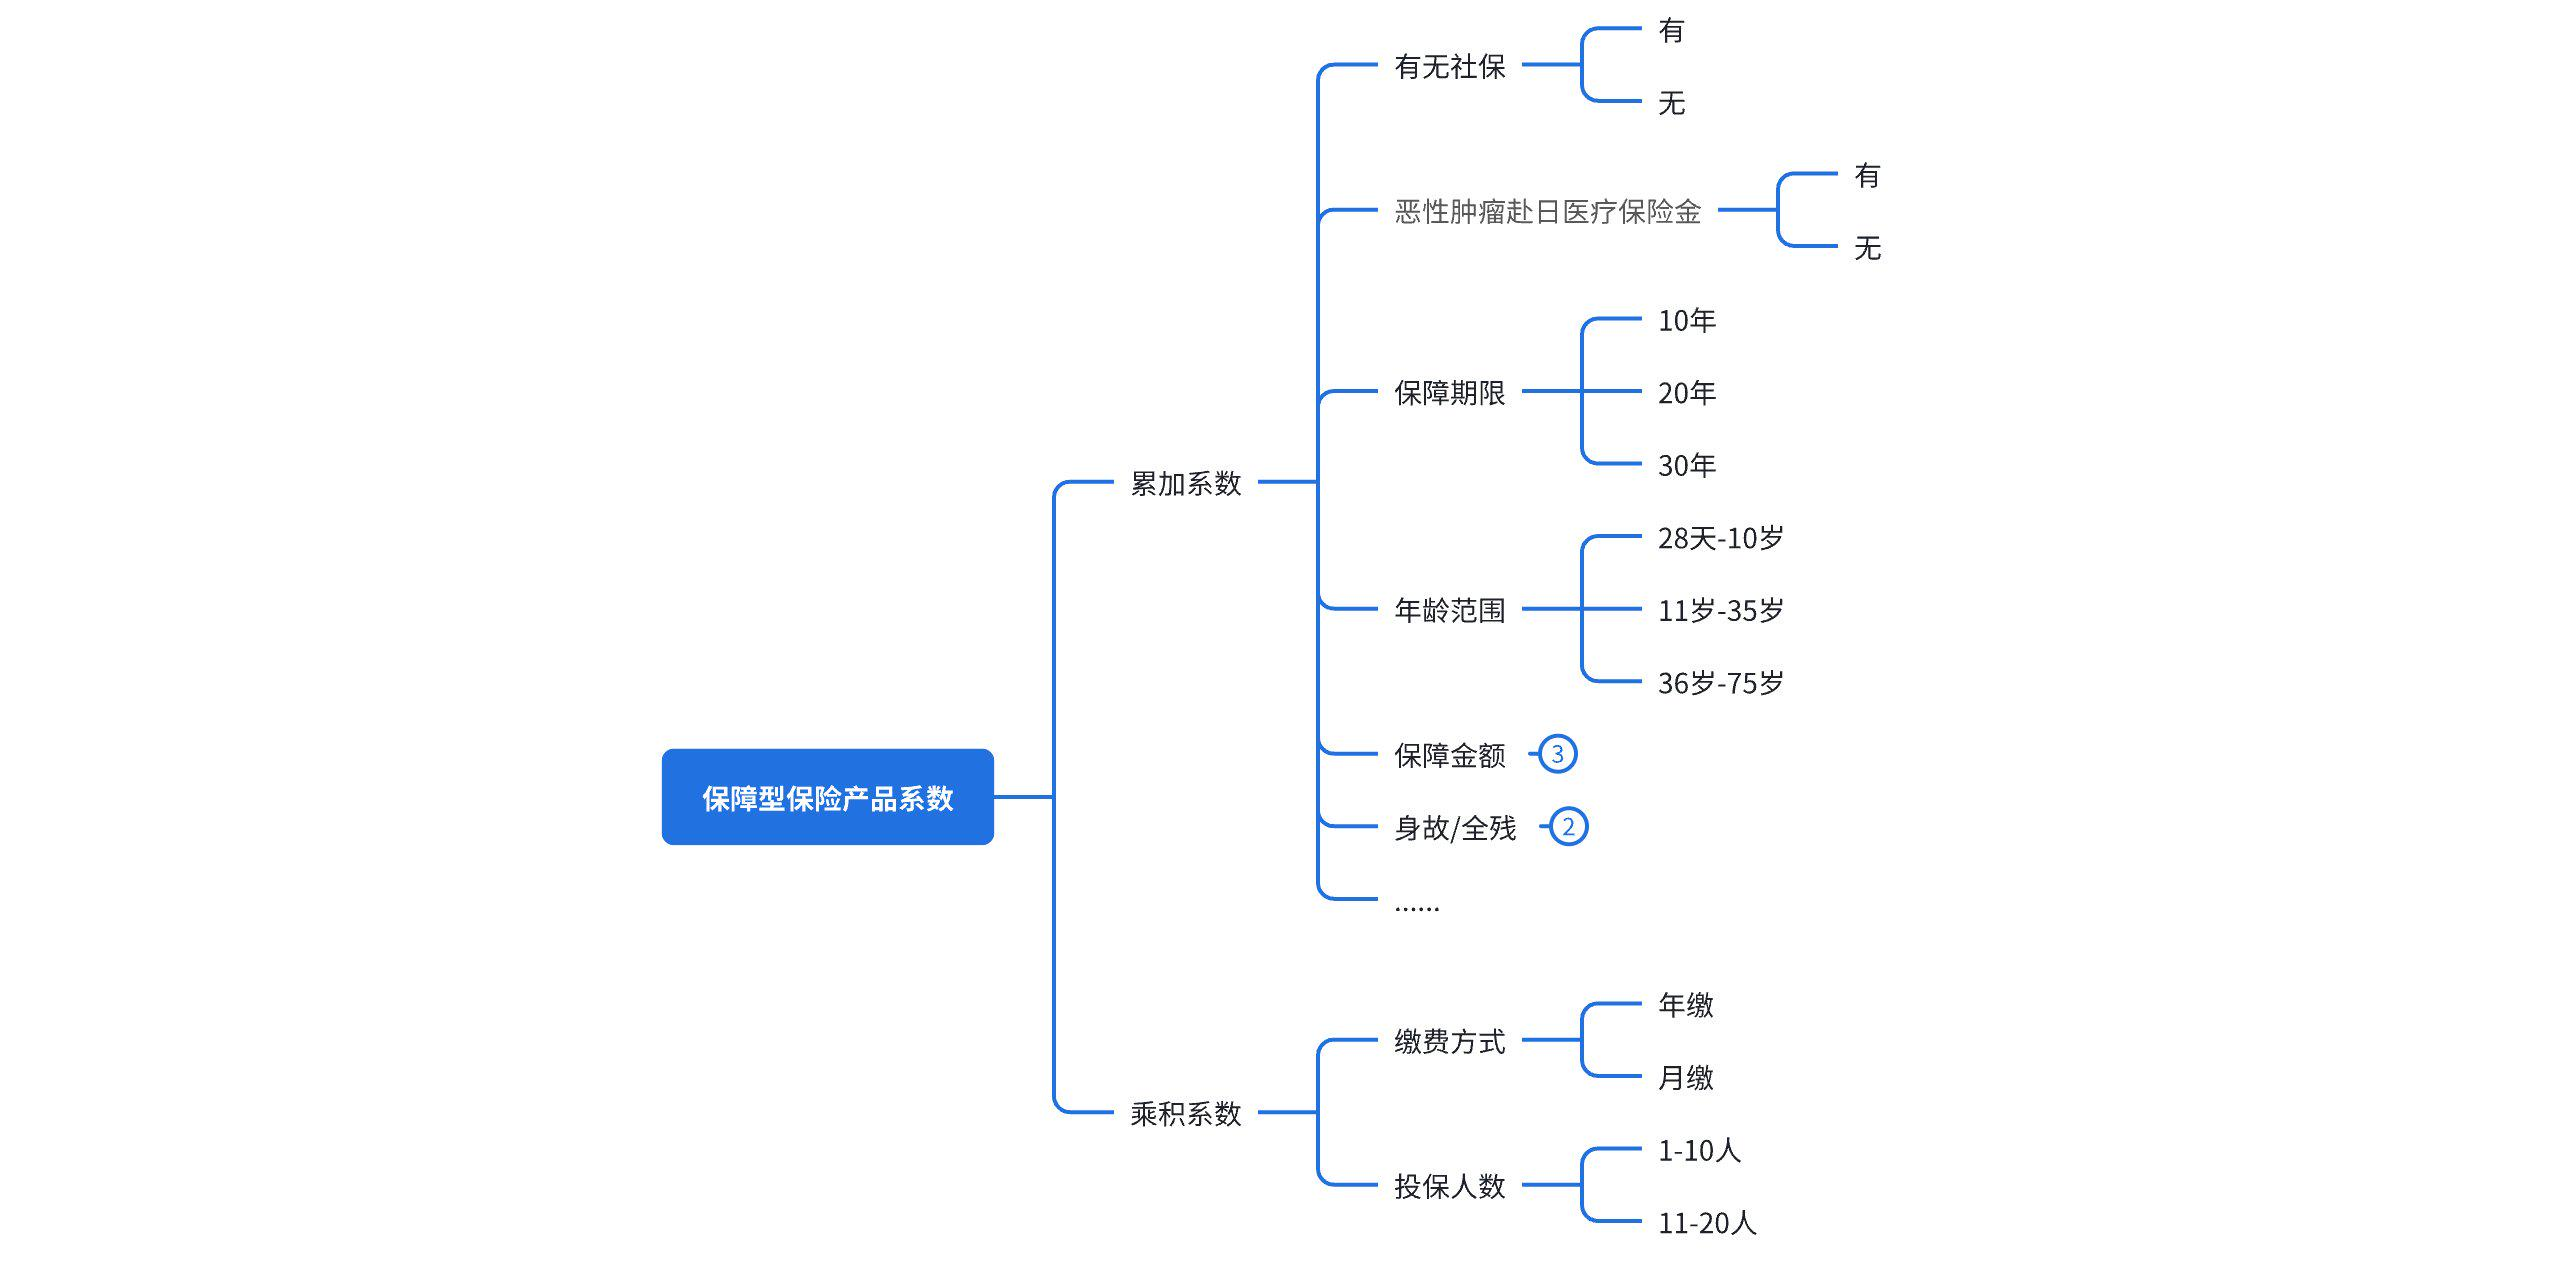 有
有无社保
无
有
恶性肿瘤赴日医疗保险金
无
10年
保障期限
20年
30年
累加系数
28天-10岁
年龄范围
11岁-35岁
36岁-75岁
保障金额
3
保障型保险产品系数
身故/全残
2
......
年缴
缴费方式
月缴
乘积系数
1-10人
投保人数
11-20人